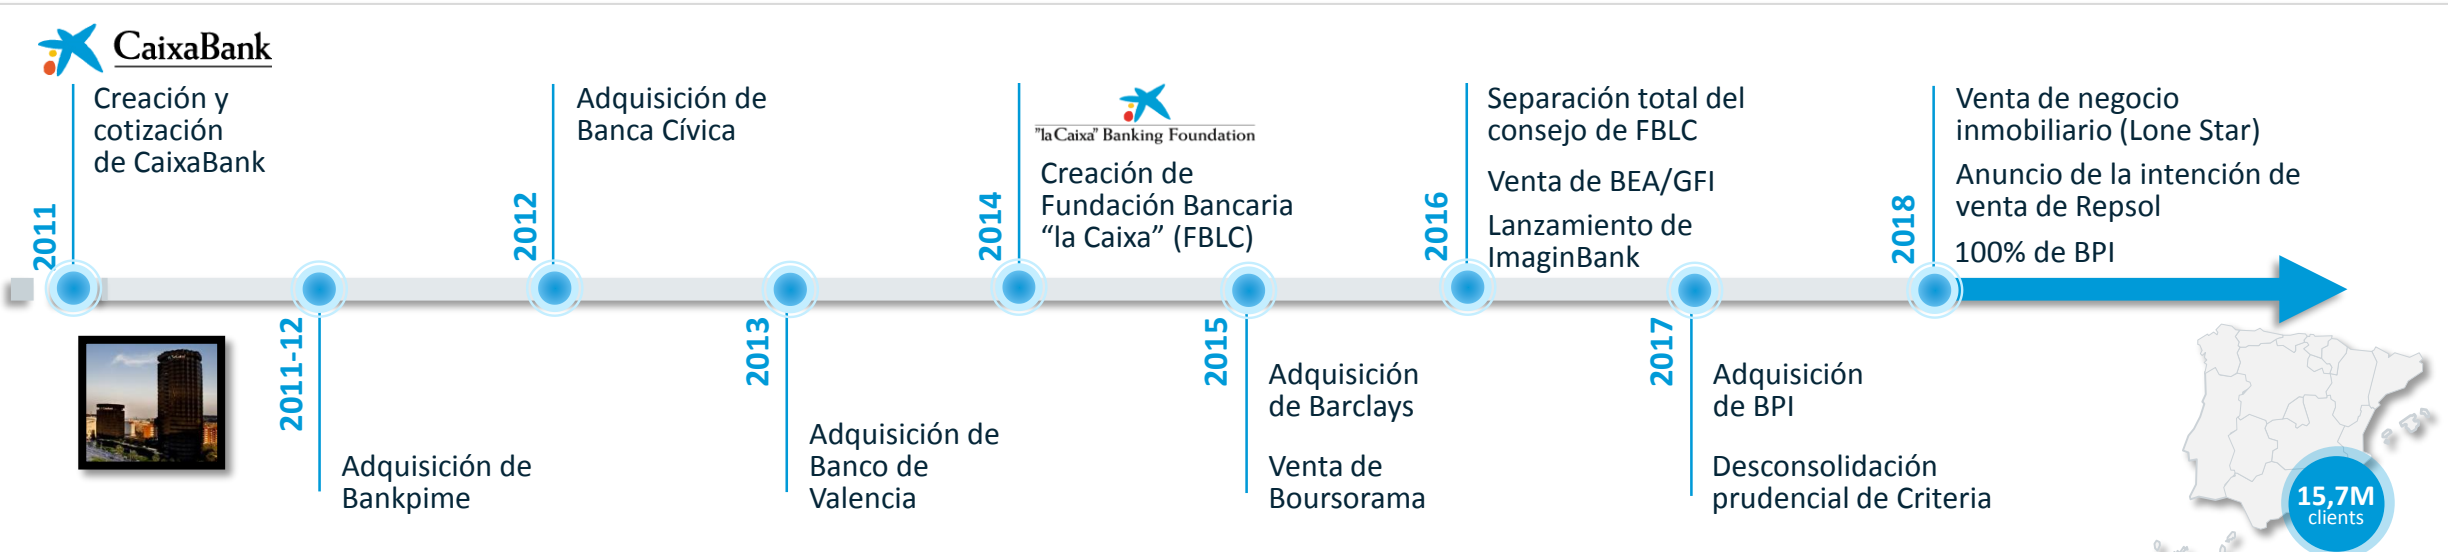 CaixaBank
2011
Creación y
cotización
de CaixaBank
2011-12
Adquisición de
Bankpime
2012
Adquisición de
Banca Cívica
2013
Adquisición de
Banco de
Valencia
2014
"la Caixa" Banking Foundation
Creación de
Fundación Bancaria
“la Caixa” (FBLC)
2015
Adquisición
de Barclays
Venta de
Boursorama
2016
Separación total del
consejo de FBLC
Venta de BEA/GFI
Lanzamiento de
ImaginBank
2017
Adquisición
de BPI
Desconsolidación
prudencial de Criteria
2018
Venta de negocio
inmobiliario (Lone Star)
Anuncio de la intención de
venta de Repsol
100% de BPI
15,7M
clients